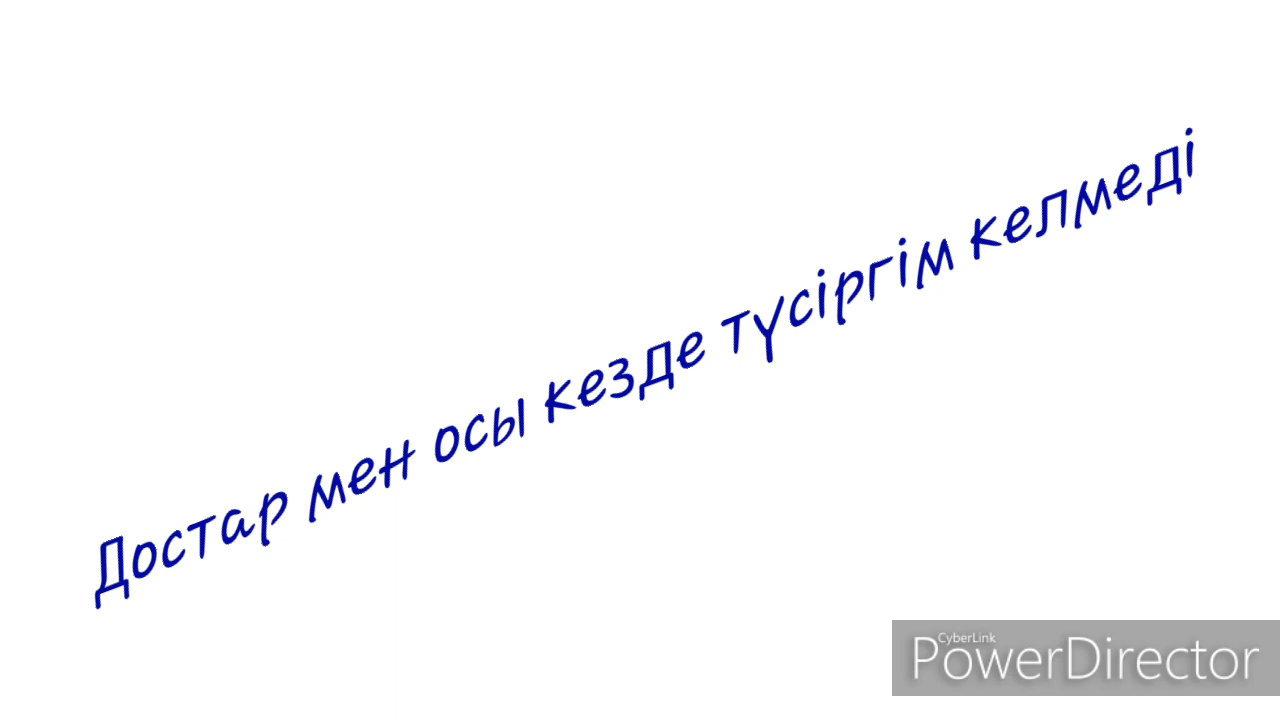 Достар мен осы кезде түсіргім келмеді
CyberLink
PowerDirector